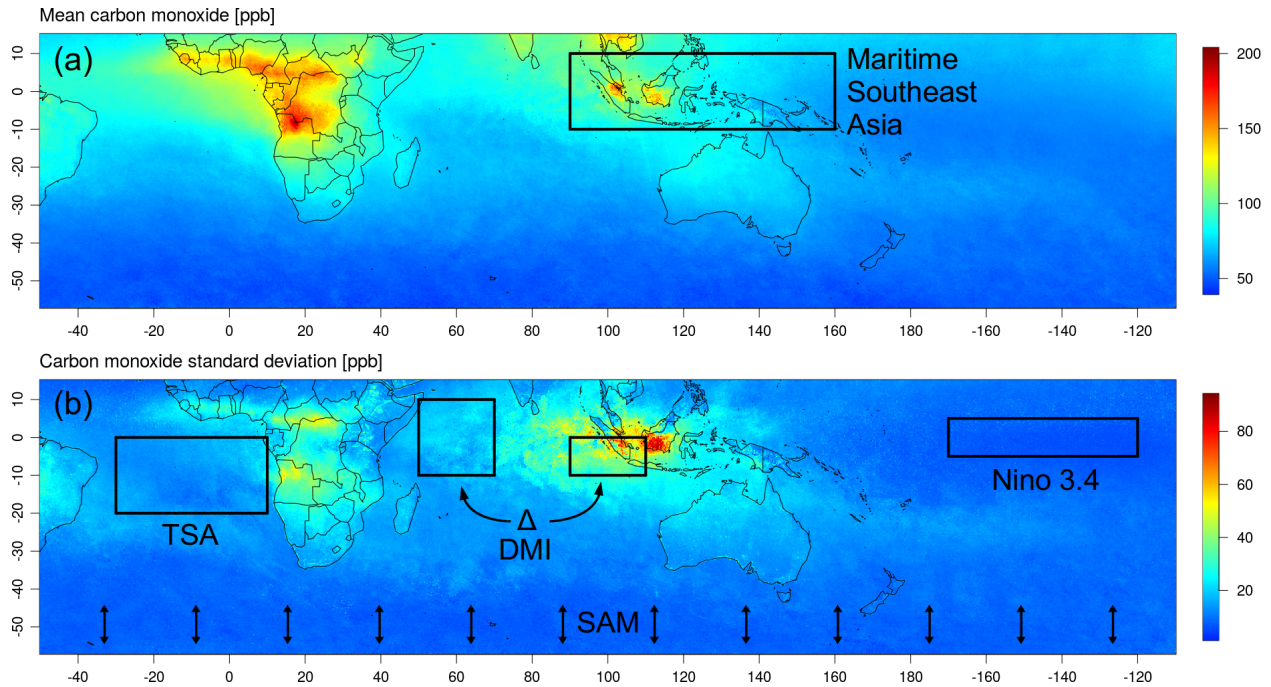 Mean carbon monoxide [ppb]
(a)
Maritime
Southeast
Asia
10
0
-10
-20
-30
-40
-50
-40 -20 0 20 40 60 80 100 120 140 160 180 -160 -140 -120
200
150
100
50
Carbon monoxide standard deviation [ppb]
(b)
TSA
Δ
DMI
Nino 3.4
SAM
10
0
-10
-20
-30
-40
-50
-40 -20 0 20 40 60 80 100 120 140 160 180 -160 -140 -120
80
60
40
20